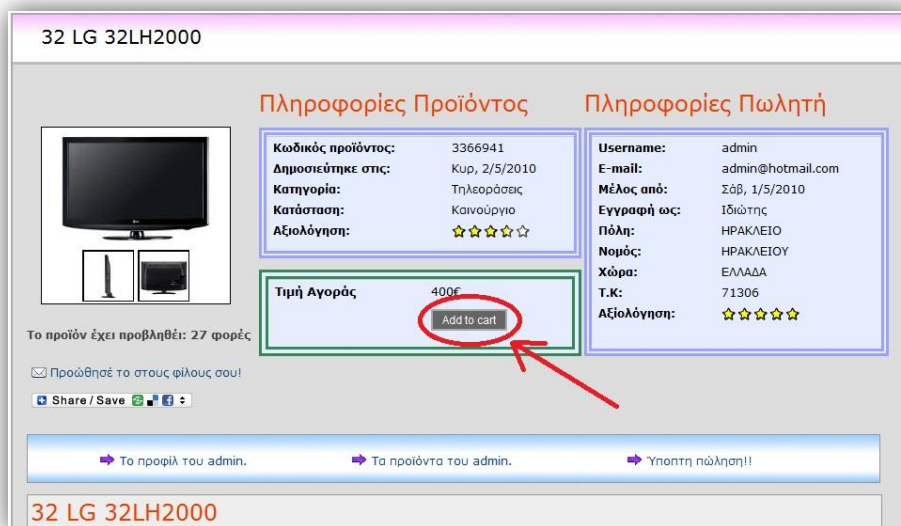 32 LG 32LH2000
Πληροφορίες Προϊόντος
Κωδικός προϊόντος: 3366941
Δημοσιεύτηκε στις: Κυρ, 2/5/2010
Κατηγορία: Τηλεοράσεις
Κατάσταση: Καινούργιο
Αξιολόγηση:
Τιμή Αγοράς 400€
Add to cart
Πληροφορίες Πωλητή
Username: admin
E-mail: admin@hotmail.com
Μέλος από: Σάβ, 1/5/2010
Εγγραφή ως: Ιδιώτης
Πόλη: ΗΡΑΚΛΕΙΟ
Νομός: ΗΡΑΚΛΕΙΟΥ
Χώρα: ΕΛΛΑΔΑ
Τ.Κ: 71306
Αξίολόγηση:
Το προϊόν έχει προβληθεί: 27 φορές
Προώθησέ το στους φίλους σου!
Share / Save
Το προφίλ του admin. Τα προϊόντα του admin. Ύποπτη πώληση!!
32 LG 32LH2000